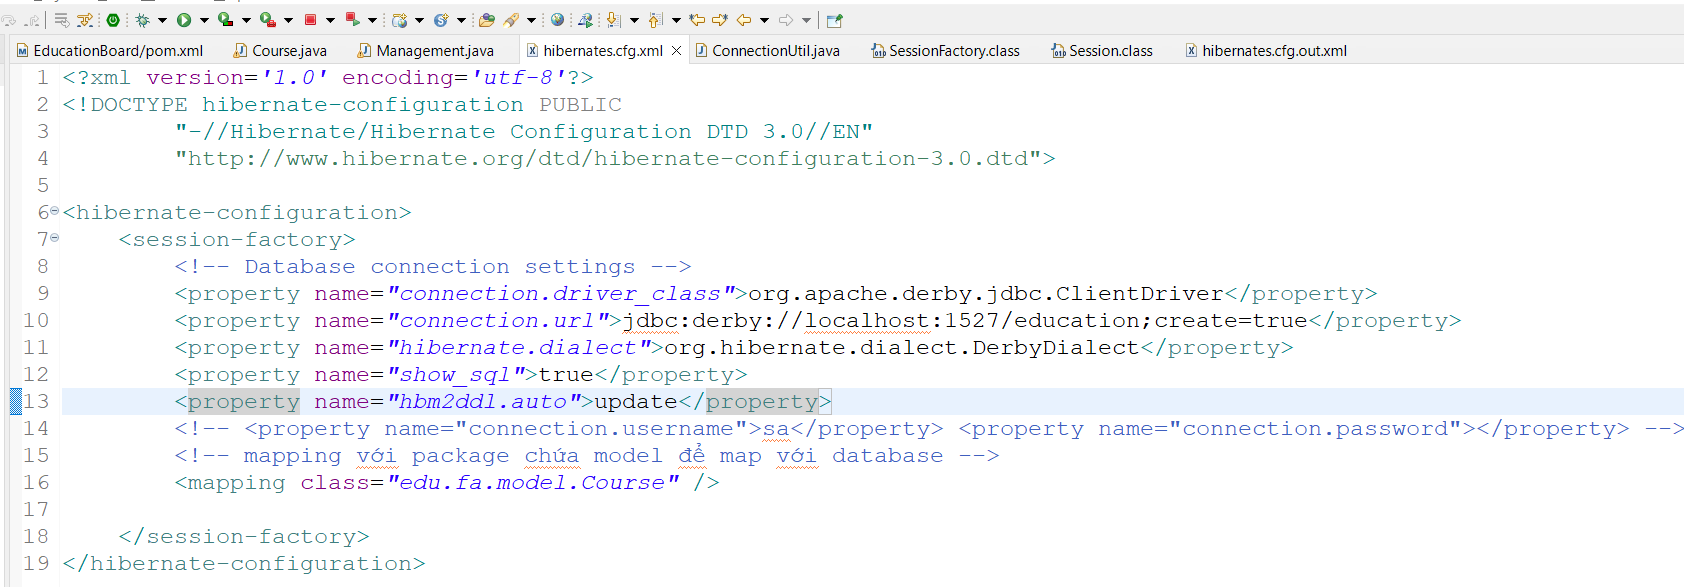 EducationBoard/pom.xml Course.java Management.java hibernates.cfg.xml ConnectionUtil.java SessionFactory.class Session.class hibernates.cfg.out.xml
1 <?xml version='1.0' encoding='utf-8'?>
2 <!DOCTYPE hibernate-configuration PUBLIC
3 "-//Hibernate/Hibernate Configuration DTD 3.0//EN"
4 "http://www.hibernate.org/dtd/hibernate-configuration-3.0.dtd">
5
6 <hibernate-configuration>
7 <session-factory>
8 <!-- Database connection settings -->
9 <property name="connection.driver_class">org.apache.derby.jdbc.ClientDriver</property>
10 <property name="connection.url">jdbc:derby://localhost:1527/education;create=true</property>
11 <property name="hibernate.dialect">org.hibernate.dialect.DerbyDialect</property>
12 <property name="show_sql">true</property>
13 <property name="hbm2ddl.auto">update</property>
14 <!-- <property name="connection.username">sa</property> <property name="connection.password"></property> -->
15 <!-- mapping với package chứa model để map với database -->
16 <mapping class="edu.fa.model.Course" />
17
18 </session-factory>
19 </hibernate-configuration>